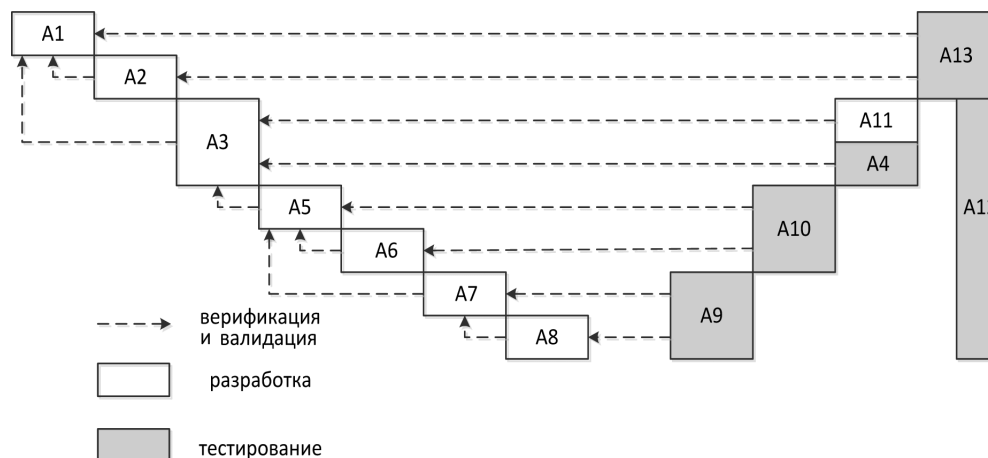 A1
A13
A2
A11
A3
A4
A5
A10
A6
A7
A9
A8
верификация
и валидация
разработка
тестирование